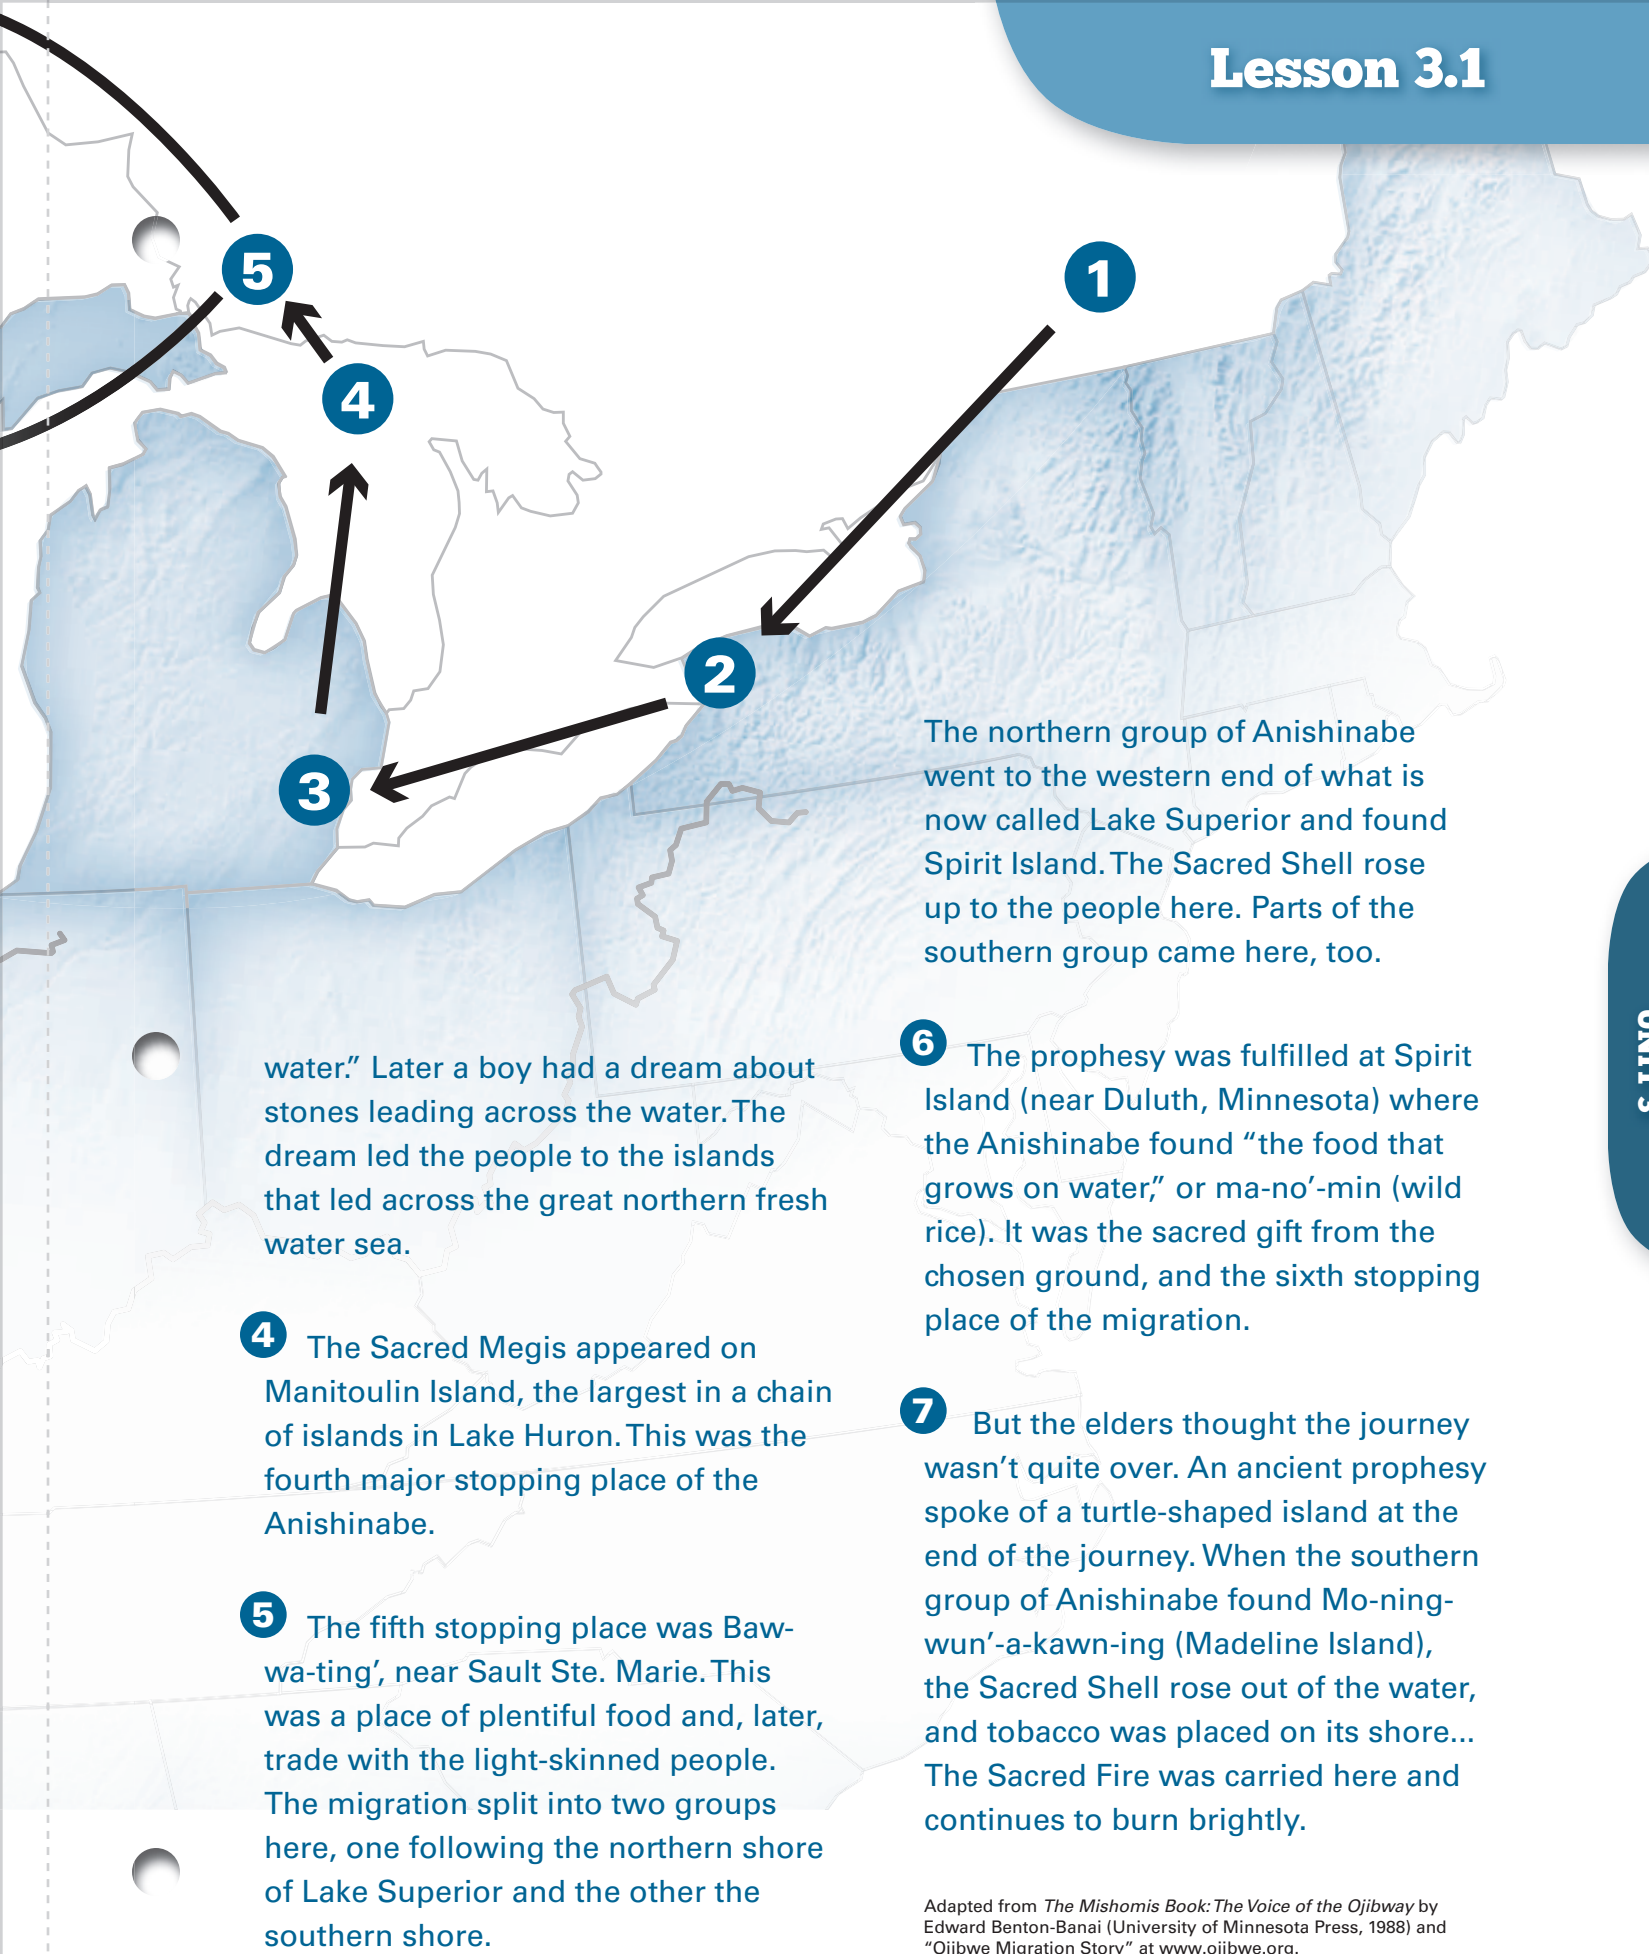 Lesson 3.1
5
1
4
2
3
water.” Later a boy had a dream about
stones leading across the water. The
dream led the people to the islands
that led across the great northern fresh
water sea.
4 The Sacred Megis appeared on
Manitoulin Island, the largest in a chain
of islands in Lake Huron. This was the
fourth major stopping place of the
Anishinabe.
5 The fifth stopping place was Baw-
wa-ting’, near Sault Ste. Marie. This
was a place of plentiful food and, later,
trade with the light-skinned people.
The migration split into two groups
here, one following the northern shore
of Lake Superior and the other the
southern shore.
The northern group of Anishinabe
went to the western end of what is
now called Lake Superior and found
Spirit Island. The Sacred Shell rose
up to the people here. Parts of the
southern group came here, too.
6 The prophesy was fulfilled at Spirit
Island (near Duluth, Minnesota) where
the Anishinabe found “the food that
grows on water,” or ma-no’-min (wild
rice). It was the sacred gift from the
chosen ground, and the sixth stopping
place of the migration.
7 But the elders thought the journey
wasn’t quite over. An ancient prophesy
spoke of a turtle-shaped island at the
end of the journey. When the southern
group of Anishinabe found Mo-ning-
wun’-a-kawn-ing (Madeline Island),
the Sacred Shell rose out of the water,
and tobacco was placed on its shore...
The Sacred Fire was carried here and
continues to burn brightly.
Adapted from The Mishomis Book: The Voice of the Ojibway by
Edward Benton-Banai (University of Minnesota Press, 1988) and
“Ojibwe Migration Story” at www.ojibwe.org.
UNIT 3